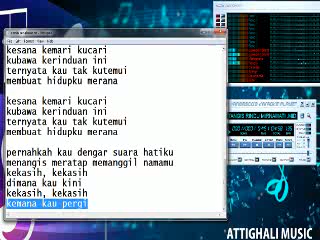 kesana kemari kucari
kubawa kerinduan ini
ternyata kau tak kutemui
membuat hidupku merana
kesana kemari kucari
kubawa kerinduan ini
ternyata kau tak kutemui
membuat hidupku merana
pernahkah kau dengar suara hatiku
menangis meratap memanggil namamu
kekasih, kekasih
dimana kau kini
kekasih, kekasih
kemana kau pergi
ATTIGHALI MUSIC